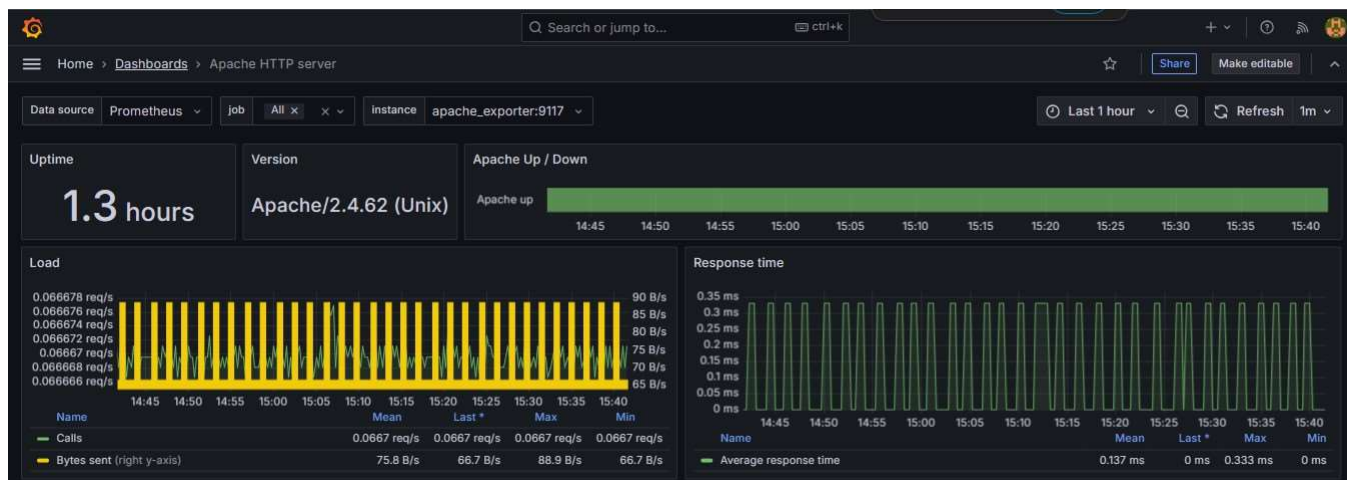 Search or jump to... ctrl+k
Home › Dashboards › Apache HTTP server
Share Make editable
Data source Prometheus job All × instance apache_exporter:9117
Last 1 hour Refresh 1m
Uptime
1.3 hours
Version
Apache/2.4.62 (Unix)
Apache Up / Down
Apache up
14:45 14:50 14:55 15:00 15:05 15:10 15:15 15:20 15:25 15:30 15:35 15:40
Load
0.066678 req/s
0.066676 req/s
0.066674 req/s
0.066672 req/s
0.06667 req/s
0.066668 req/s
0.066666 req/s
90 B/s
85 B/s
80 B/s
75 B/s
70 B/s
65 B/s
14:45 14:50 14:55 15:00 15:05 15:10 15:15 15:20 15:25 15:30 15:35 15:40
Name Mean Last * Max Min
Calls 0.0667 req/s 0.0667 req/s 0.0667 req/s 0.0667 req/s
Bytes sent (right y-axis) 75.8 B/s 66.7 B/s 88.9 B/s 66.7 B/s
Response time
0.35 ms
0.3 ms
0.25 ms
0.2 ms
0.15 ms
0.1 ms
0.05 ms
0 ms
14:45 14:50 14:55 15:00 15:05 15:10 15:15 15:20 15:25 15:30 15:35 15:40
Name Mean Last * Max Min
Average response time 0.137 ms 0 ms 0.333 ms 0 ms